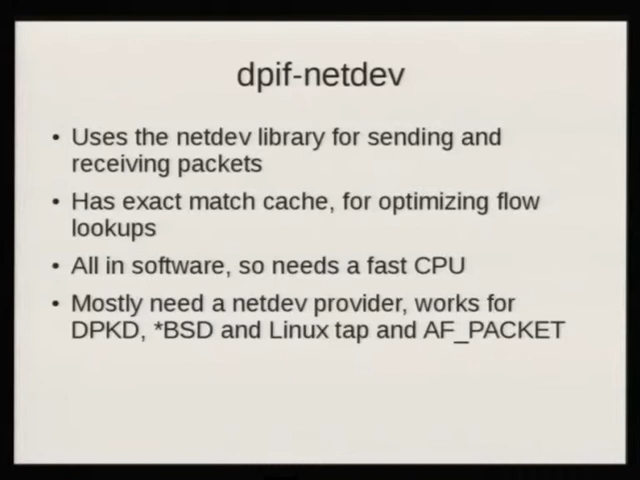 dpif-netdev
• Uses the netdev library for sending and
receiving packets
• Has exact match cache, for optimizing flow
lookups
• All in software, so needs a fast CPU
• Mostly need a netdev provider, works for
DPKD, *BSD and Linux tap and AF_PACKET